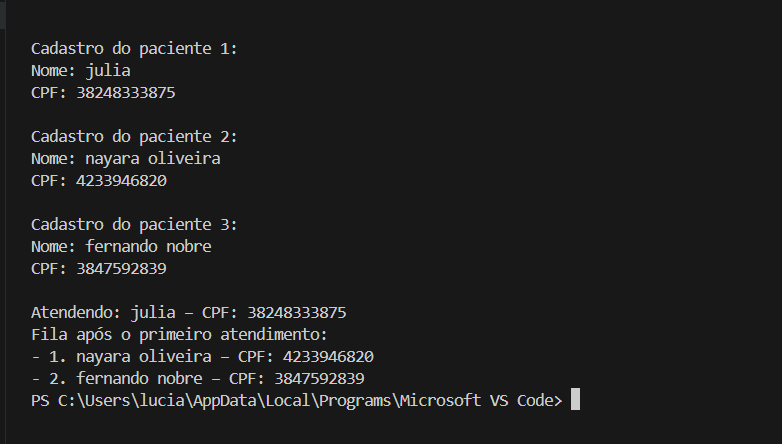 Cadastro do paciente 1:
Nome: julia
CPF: 38248333875
Cadastro do paciente 2:
Nome: nayara oliveira
CPF: 4233946820
Cadastro do paciente 3:
Nome: fernando nobre
CPF: 3847592839
Atendendo: julia – CPF: 38248333875
Fila após o primeiro atendimento:
- 1. nayara oliveira – CPF: 4233946820
- 2. fernando nobre – CPF: 3847592839
PS C:\Users\lucia\AppData\Local\Programs\Microsoft VS Code>